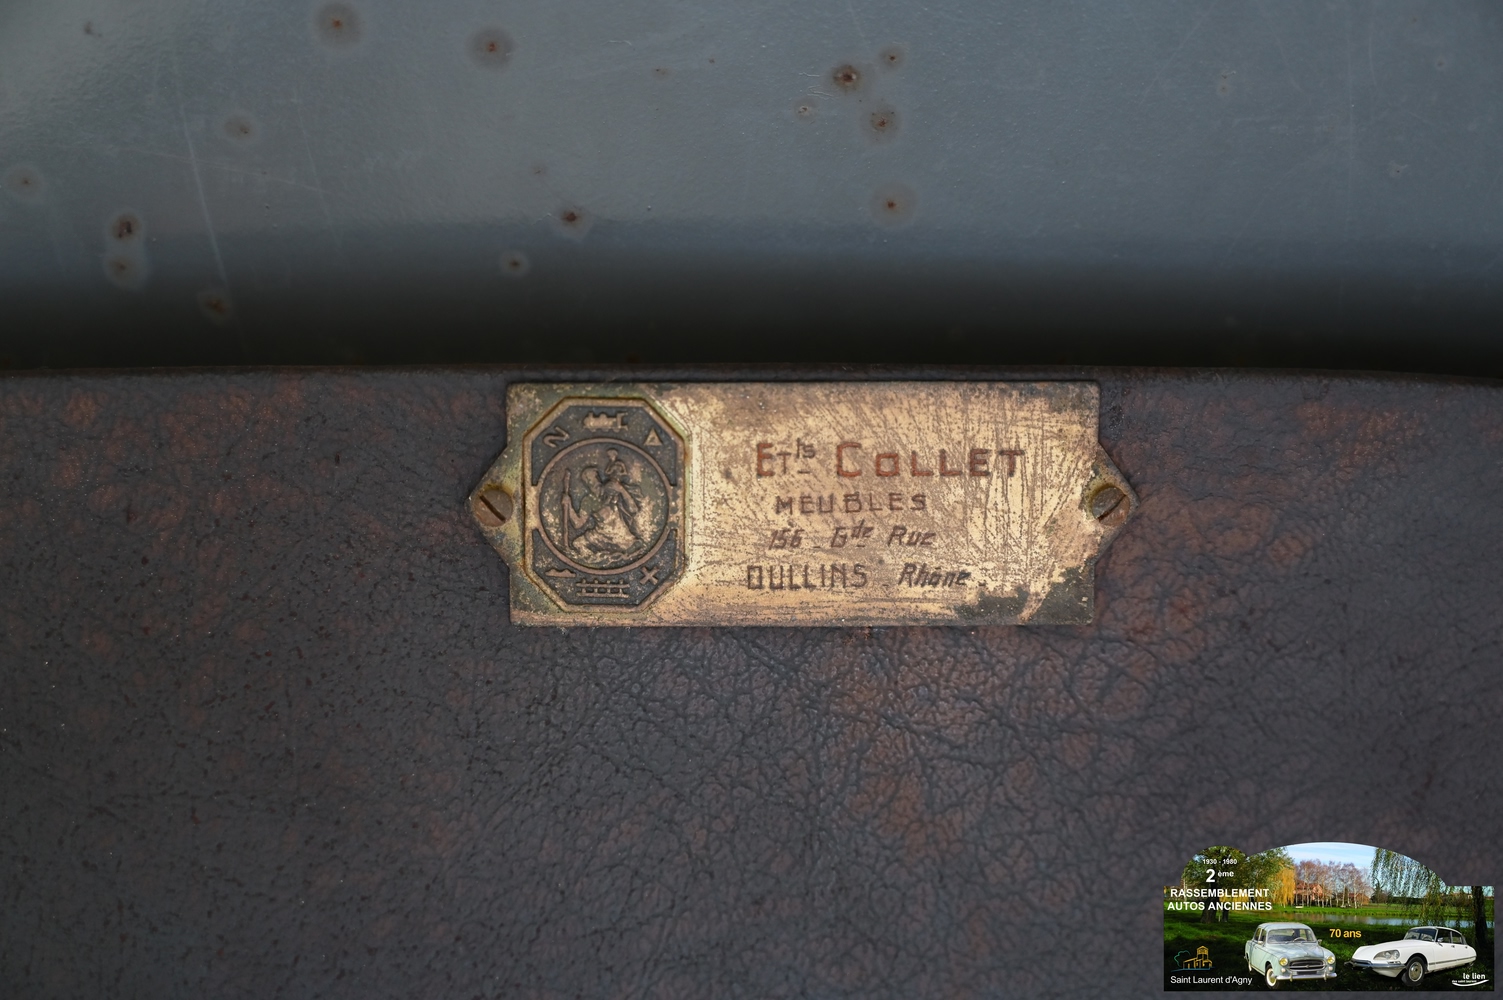 Ets COLLET
MEUBLES
156 - Gde Rue
OULLINS - Rhône
1930 - 1980
2ème
RASSEMBLEMENT
AUTOS ANCIENNES
70 ans
Saint Laurent d'Agny
le lien